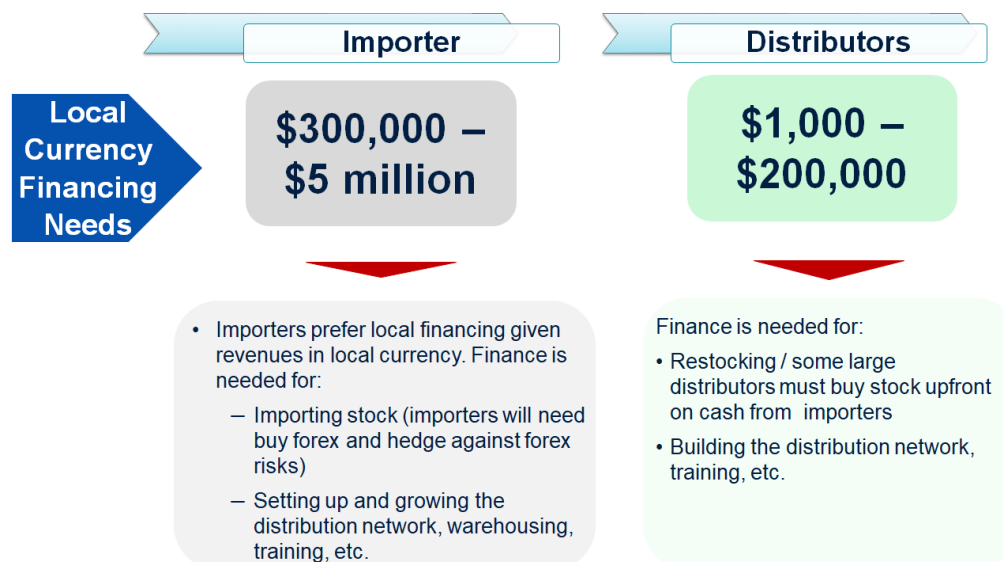 Importer
Distributors
Local
Currency
Financing
Needs
$300,000 –
$5 million
$1,000 –
$200,000
• Importers prefer local financing given
revenues in local currency. Finance is
needed for:
– Importing stock (importers will need
buy forex and hedge against forex
risks)
– Setting up and growing the
distribution network, warehousing,
training, etc.
Finance is needed for:
• Restocking / some large
distributors must buy stock upfront
on cash from importers
• Building the distribution network,
training, etc.